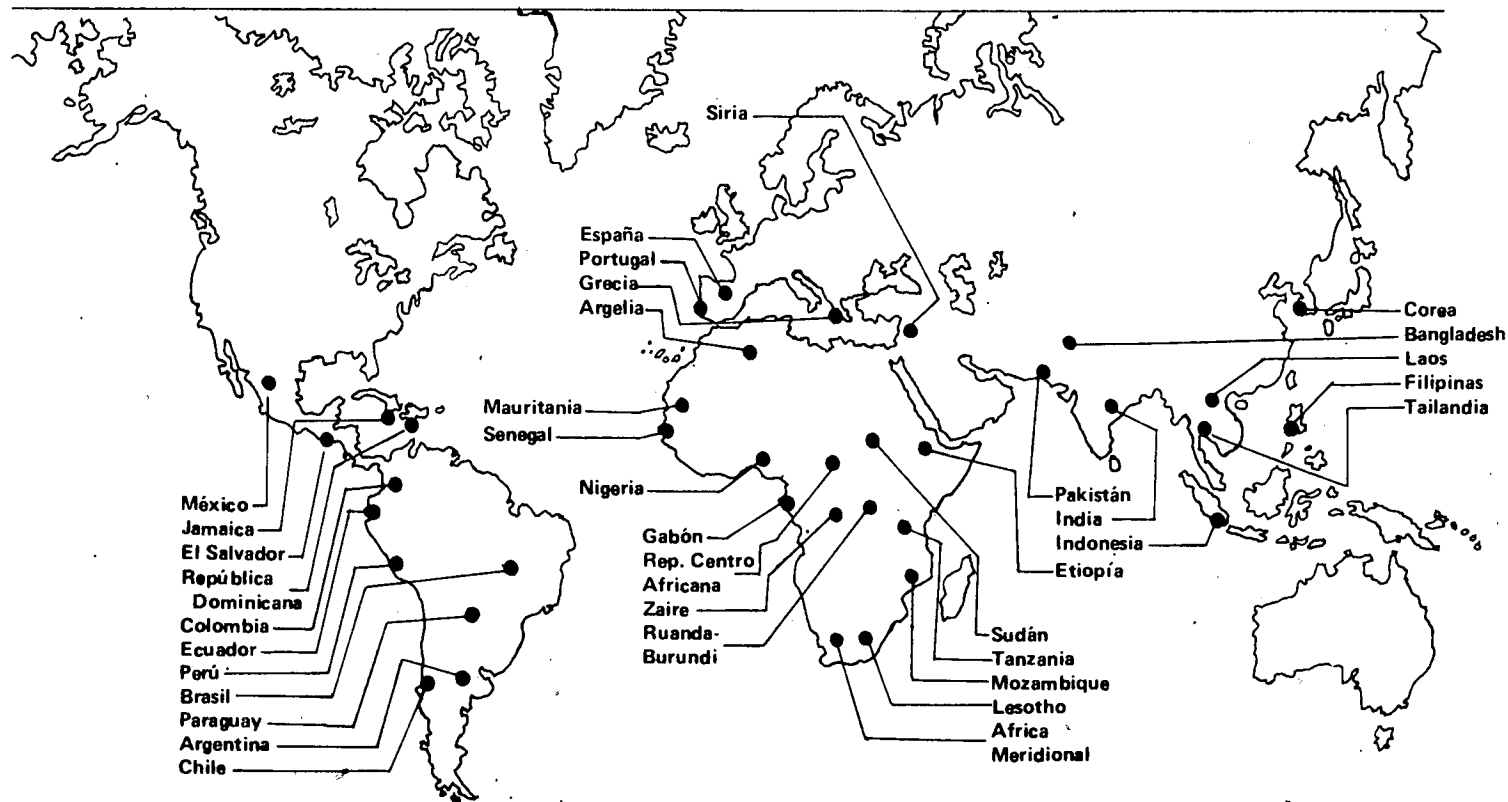 Siria
España
Portugal
Grecia
Argelia
Mauritania
Senegal
Nigeria
México
Jamaica
El Salvador
República
Dominicana
Colombia
Ecuador
Perú
Brasil
Paraguay
Argentina
Chile
Gabón
Rep. Centro
Africana
Zaire
Ruanda-
Burundi
Sudán
Tanzania
Mozambique
Lesotho
Africa
Meridional
Pakistán
India
Indonesia
Etiopía
Corea
Bangladesh
Laos
Filipinas
Tailandia